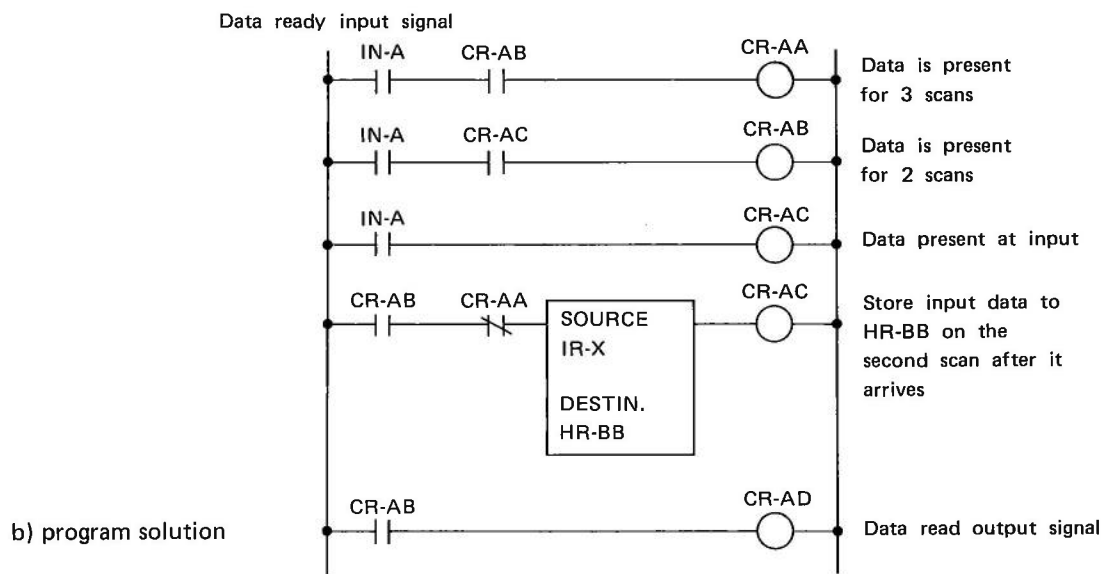 Data ready input signal
IN-A CR-AB CR-AA
Data is present
for 3 scans
IN-A CR-AC CR-AB
Data is present
for 2 scans
IN-A CR-AC
Data present at input
CR-AB CR-AA CR-AC
SOURCE
IR-X
DESTIN.
HR-BB
Store input data to
HR-BB on the
second scan after it
arrives
CR-AB CR-AD
b) program solution
Data read output signal